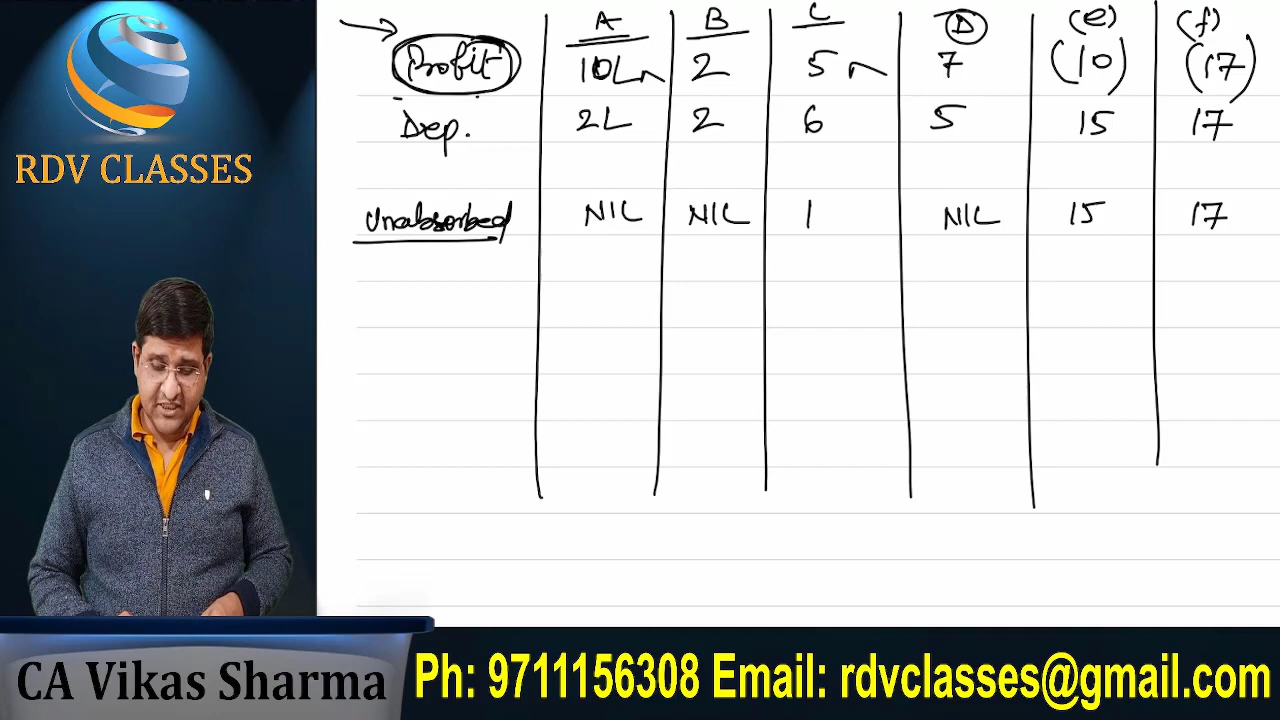 A B C D (e) (f)
Profit 10L 2 5 7 (10) (17)
Dep. 2L 2 6 5 15 17
RDV CLASSES
Unabsorbed NIL NIL 1 NIL 15 17
CA Vikas Sharma
Ph: 9711156308 Email: rdvclasses@gmail.com